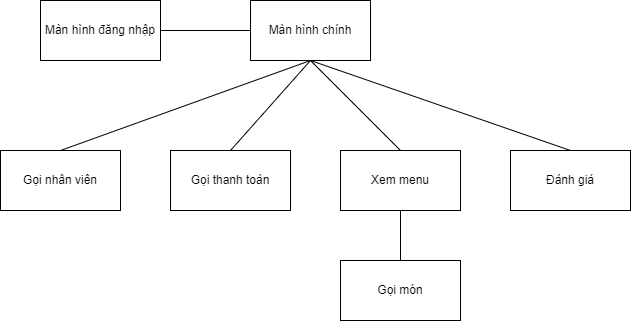 Màn hình đăng nhập
Màn hình chính
Gọi nhân viên
Gọi thanh toán
Xem menu
Đánh giá
Gọi món